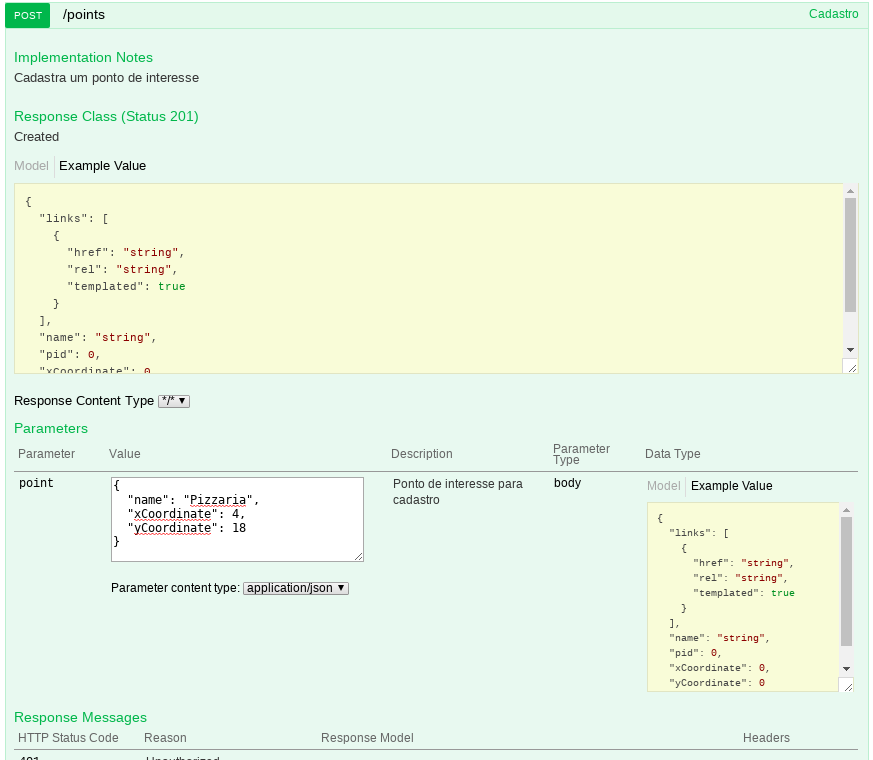 POST /points Cadastro
Implementation Notes
Cadastra um ponto de interesse
Response Class (Status 201)
Created
Model Example Value
{
  "links": [
    {
      "href": "string",
      "rel": "string",
      "templated": true
    }
  ],
  "name": "string",
  "pid": 0,
  "xCoordinate": 0
Response Content Type */*
Parameters
Parameter Value Description Parameter Type Data Type
point
{
  "name": "Pizzaria",
  "xCoordinate": 4,
  "yCoordinate": 18
}
Parameter content type: application/json
Ponto de interesse para
cadastro
body
Model Example Value
{
  "links": [
    {
      "href": "string",
      "rel": "string",
      "templated": true
    }
  ],
  "name": "string",
  "pid": 0,
  "xCoordinate": 0,
  "yCoordinate": 0
Response Messages
HTTP Status Code Reason Response Model Headers
401 Unauthorized